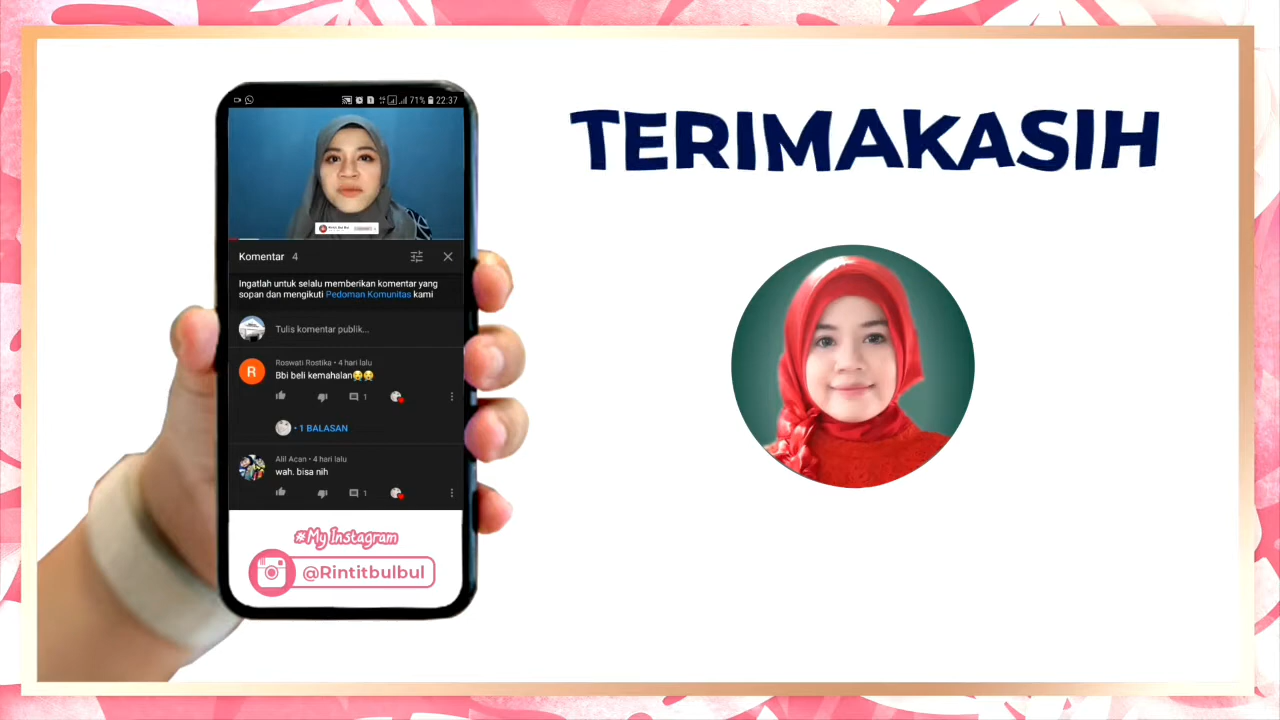 71% 22.37
TERIMAKASIH
Komentar 4
Ingatlah untuk selalu memberikan komentar yang
sopan dan mengikuti Pedoman Komunitas kami
Tulis komentar publik...
R
Roswati Rostika • 4 hari lalu
Bbi beli kemahalan😢😢
1
• 1 BALASAN
Alil Acan • 4 hari lalu
wah. bisa nih
1
#My Instagram
@Rintitbulbul